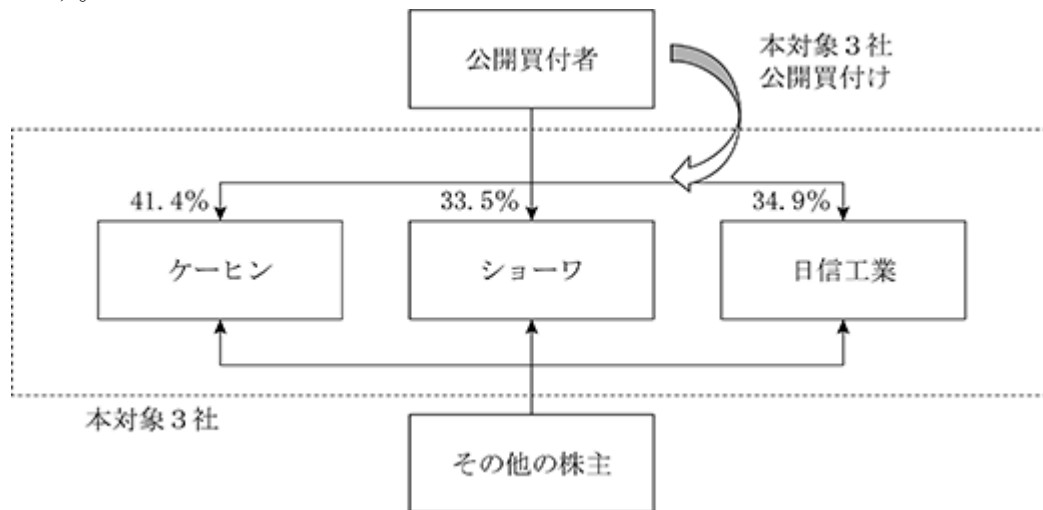 公開買付者
本対象３社
公開買付け
41.4%
33.5%
34.9%
ケーヒン
ショーワ
日信工業
本対象３社
その他の株主